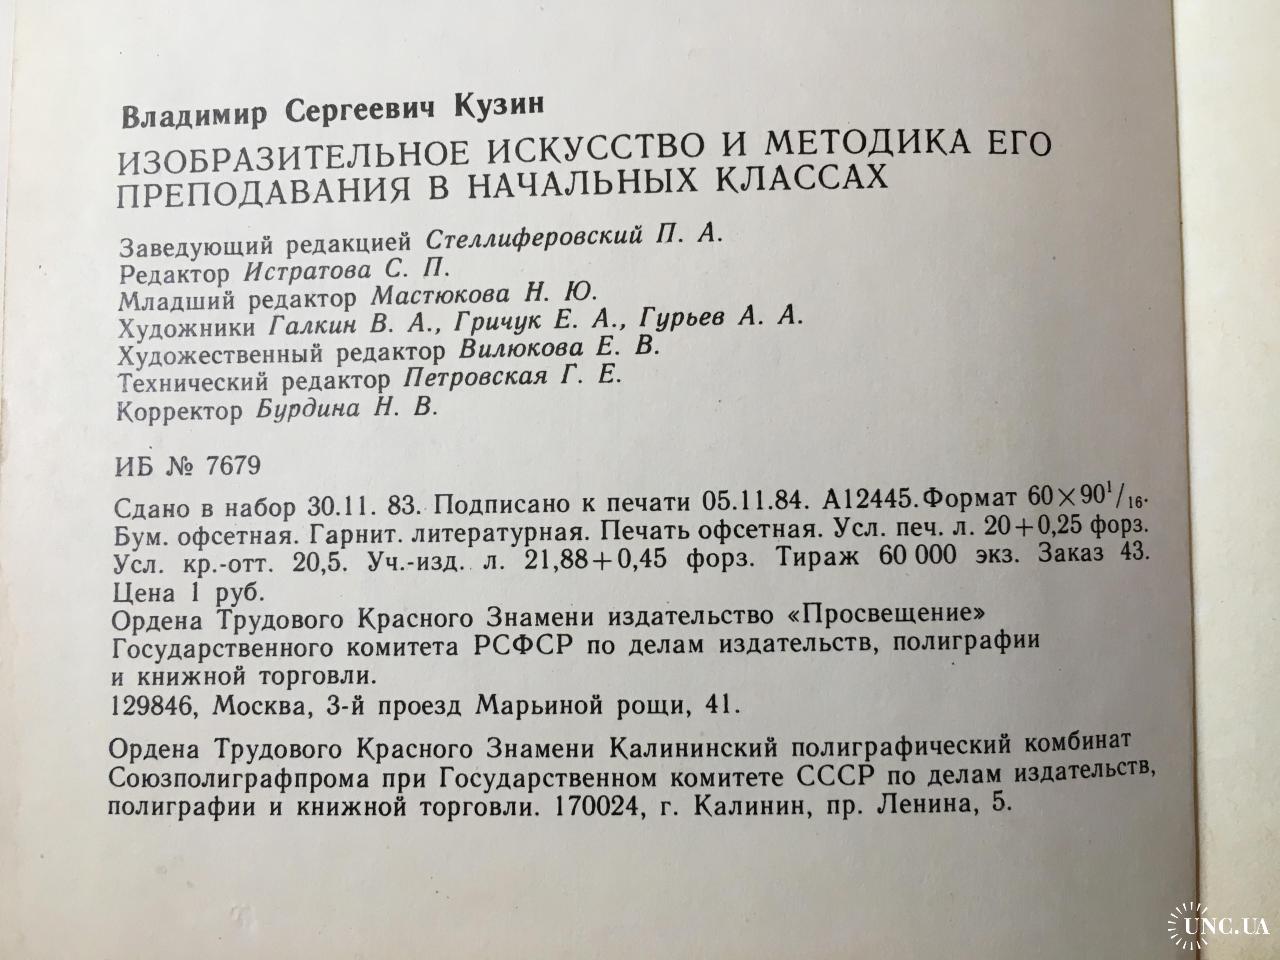 Владимир Сергеевич Кузин
ИЗОБРАЗИТЕЛЬНОЕ ИСКУССТВО И МЕТОДИКА ЕГО
ПРЕПОДАВАНИЯ В НАЧАЛЬНЫХ КЛАССАХ
Заведующий редакцией Стеллиферовский П. А.
Редактор Истратова С. П.
Младший редактор Мастюкова Н. Ю.
Художники Галкин В. А., Гричук Е. А., Гурьев А. А.
Художественный редактор Вилюкова Е. В.
Технический редактор Петровская Г. Е.
Корректор Бурдина Н. В.
ИБ № 7679
Сдано в набор 30.11. 83. Подписано к печати 05.11.84. А12445.Формат 60×90¹/₁₆.
Бум. офсетная. Гарнит. литературная. Печать офсетная. Усл. печ. л. 20+0,25 форз.
Усл. кр.-отт. 20,5. Уч.-изд. л. 21,88+0,45 форз. Тираж 60 000 экз. Заказ 43.
Цена 1 руб.
Ордена Трудового Красного Знамени издательство «Просвещение»
Государственного комитета РСФСР по делам издательств, полиграфии
и книжной торговли.
129846, Москва, 3-й проезд Марьиной рощи, 41.
Ордена Трудового Красного Знамени Калининский полиграфический комбинат
Союзполиграфпрома при Государственном комитете СССР по делам издательств,
полиграфии и книжной торговли. 170024, г. Калинин, пр. Ленина, 5.
UNC.UA